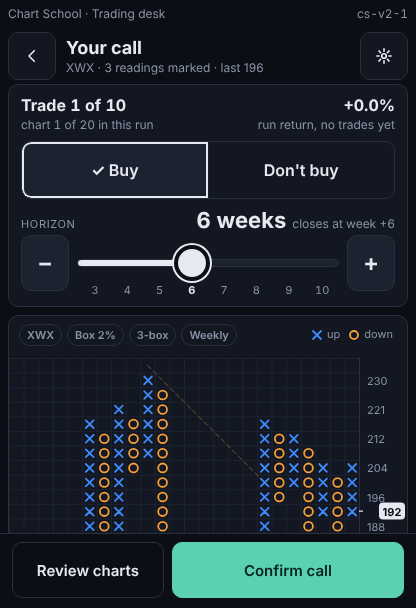 Chart School · Trading desk
cs-v2-1
Your call
XWX · 3 readings marked · last 196
Trade 1 of 10
+0.0%
chart 1 of 20 in this run
run return, no trades yet
✓ Buy
Don't buy
HORIZON
6 weeks closes at week +6
−
+
3 4 5 6 7 8 9 10
XWX
Box 2%
3-box
Weekly
up
down
230
221
212
204
196
192
188
Review charts
Confirm call